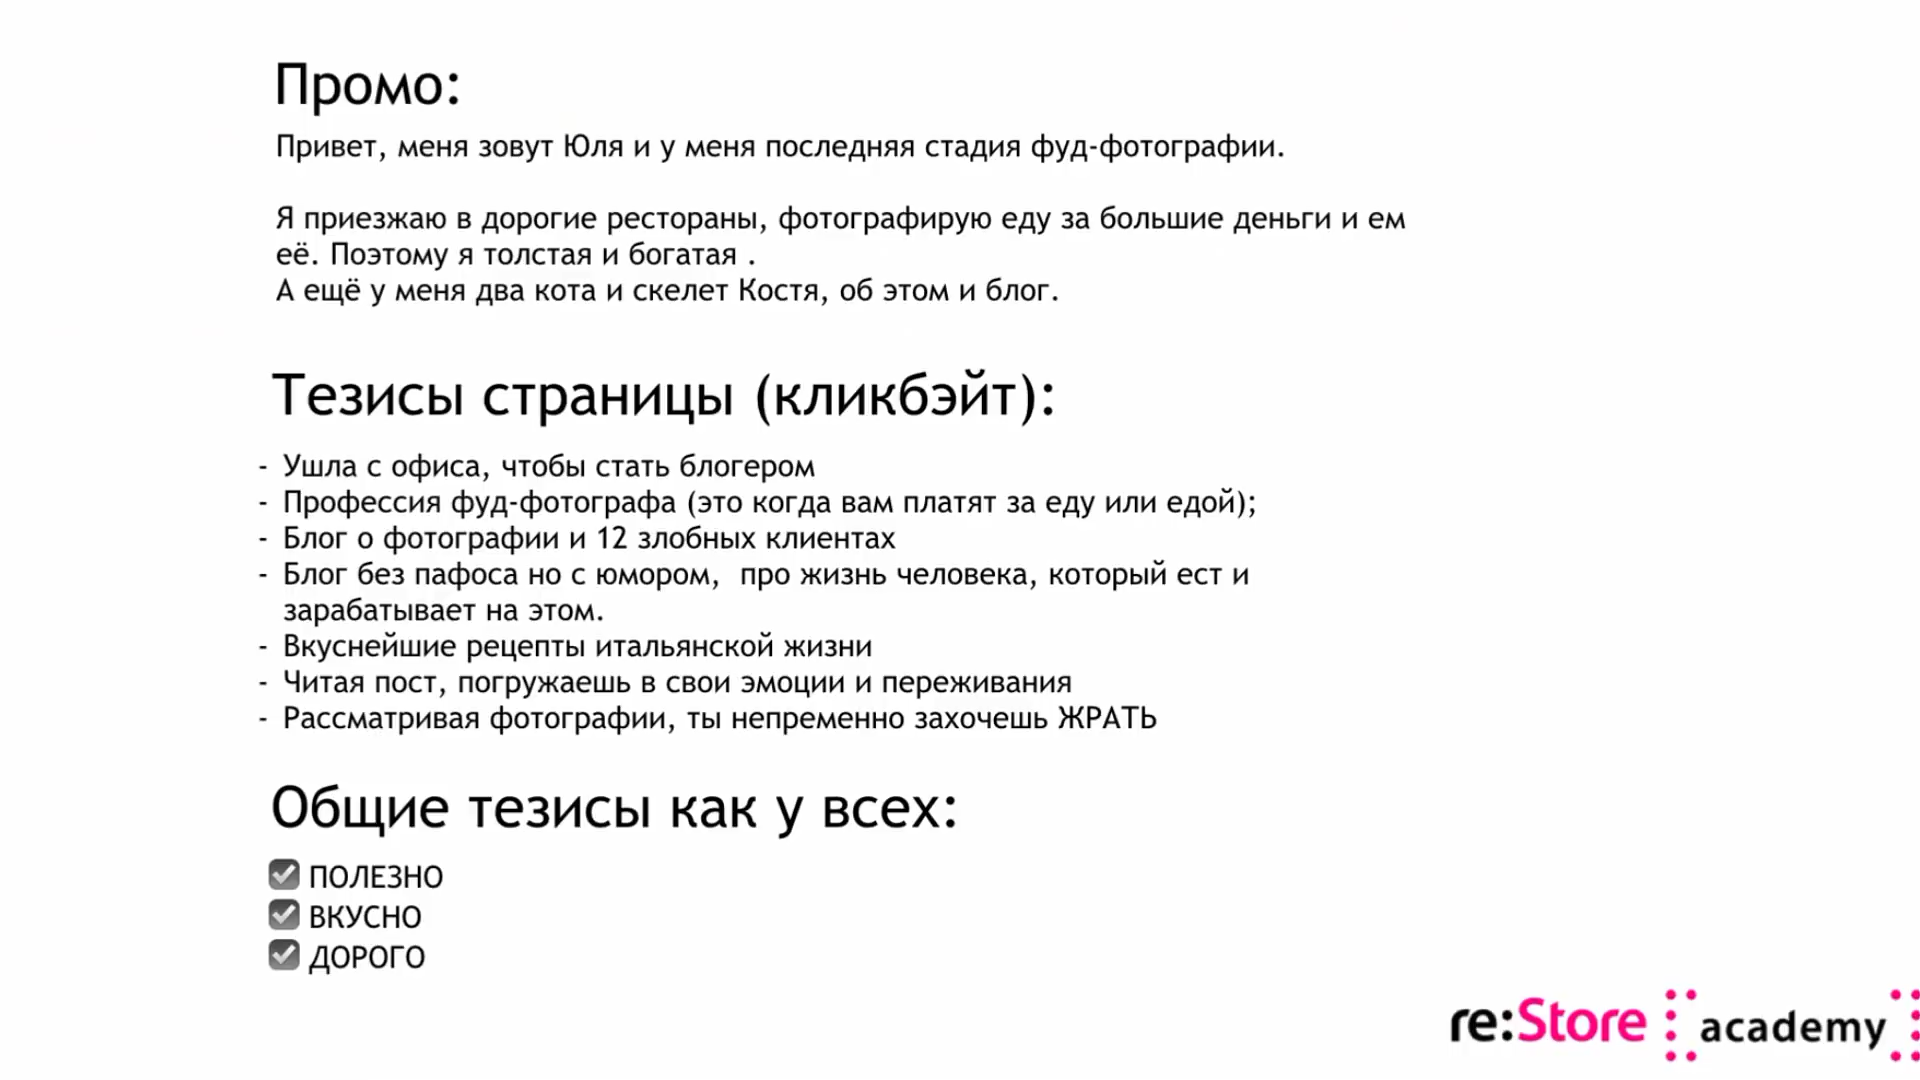 Промо:
Привет, меня зовут Юля и у меня последняя стадия фуд-фотографии.
Я приезжаю в дорогие рестораны, фотографирую еду за большие деньги и ем
её. Поэтому я толстая и богатая .
А ещё у меня два кота и скелет Костя, об этом и блог.
Тезисы страницы (кликбэйт):
- Ушла с офиса, чтобы стать блогером
- Профессия фуд-фотографа (это когда вам платят за еду или едой);
- Блог о фотографии и 12 злобных клиентах
- Блог без пафоса но с юмором,  про жизнь человека, который ест и
зарабатывает на этом.
- Вкуснейшие рецепты итальянской жизни
- Читая пост, погружаешь в свои эмоции и переживания
- Рассматривая фотографии, ты непременно захочешь ЖРАТЬ
Общие тезисы как у всех:
☑ ПОЛЕЗНО
☑ ВКУСНО
☑ ДОРОГО
re:Store academy